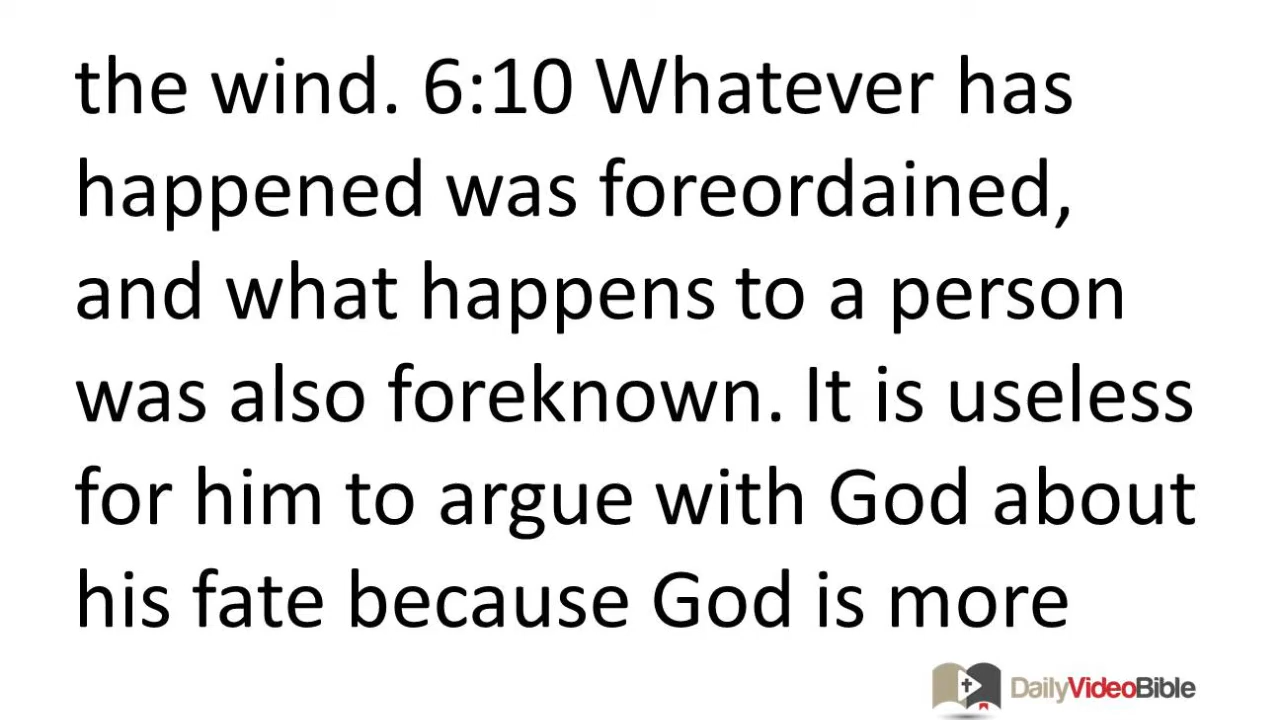 the wind. 6:10 Whatever has
happened was foreordained,
and what happens to a person
was also foreknown. It is useless
for him to argue with God about
his fate because God is more
DailyVideoBible